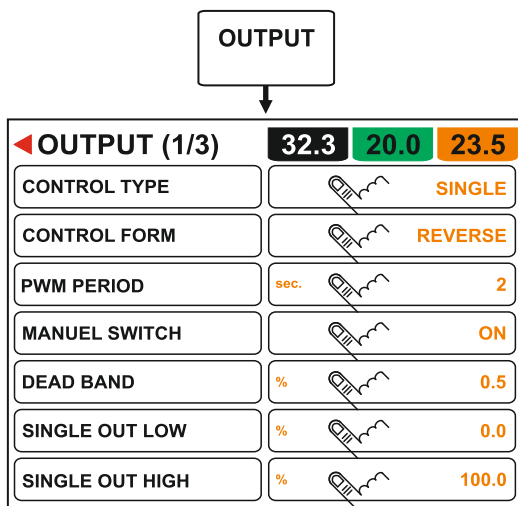 OUTPUT
OUTPUT (1/3) 32.3 20.0 23.5
CONTROL TYPE SINGLE
CONTROL FORM REVERSE
PWM PERIOD sec. 2
MANUEL SWITCH ON
DEAD BAND % 0.5
SINGLE OUT LOW % 0.0
SINGLE OUT HIGH % 100.0